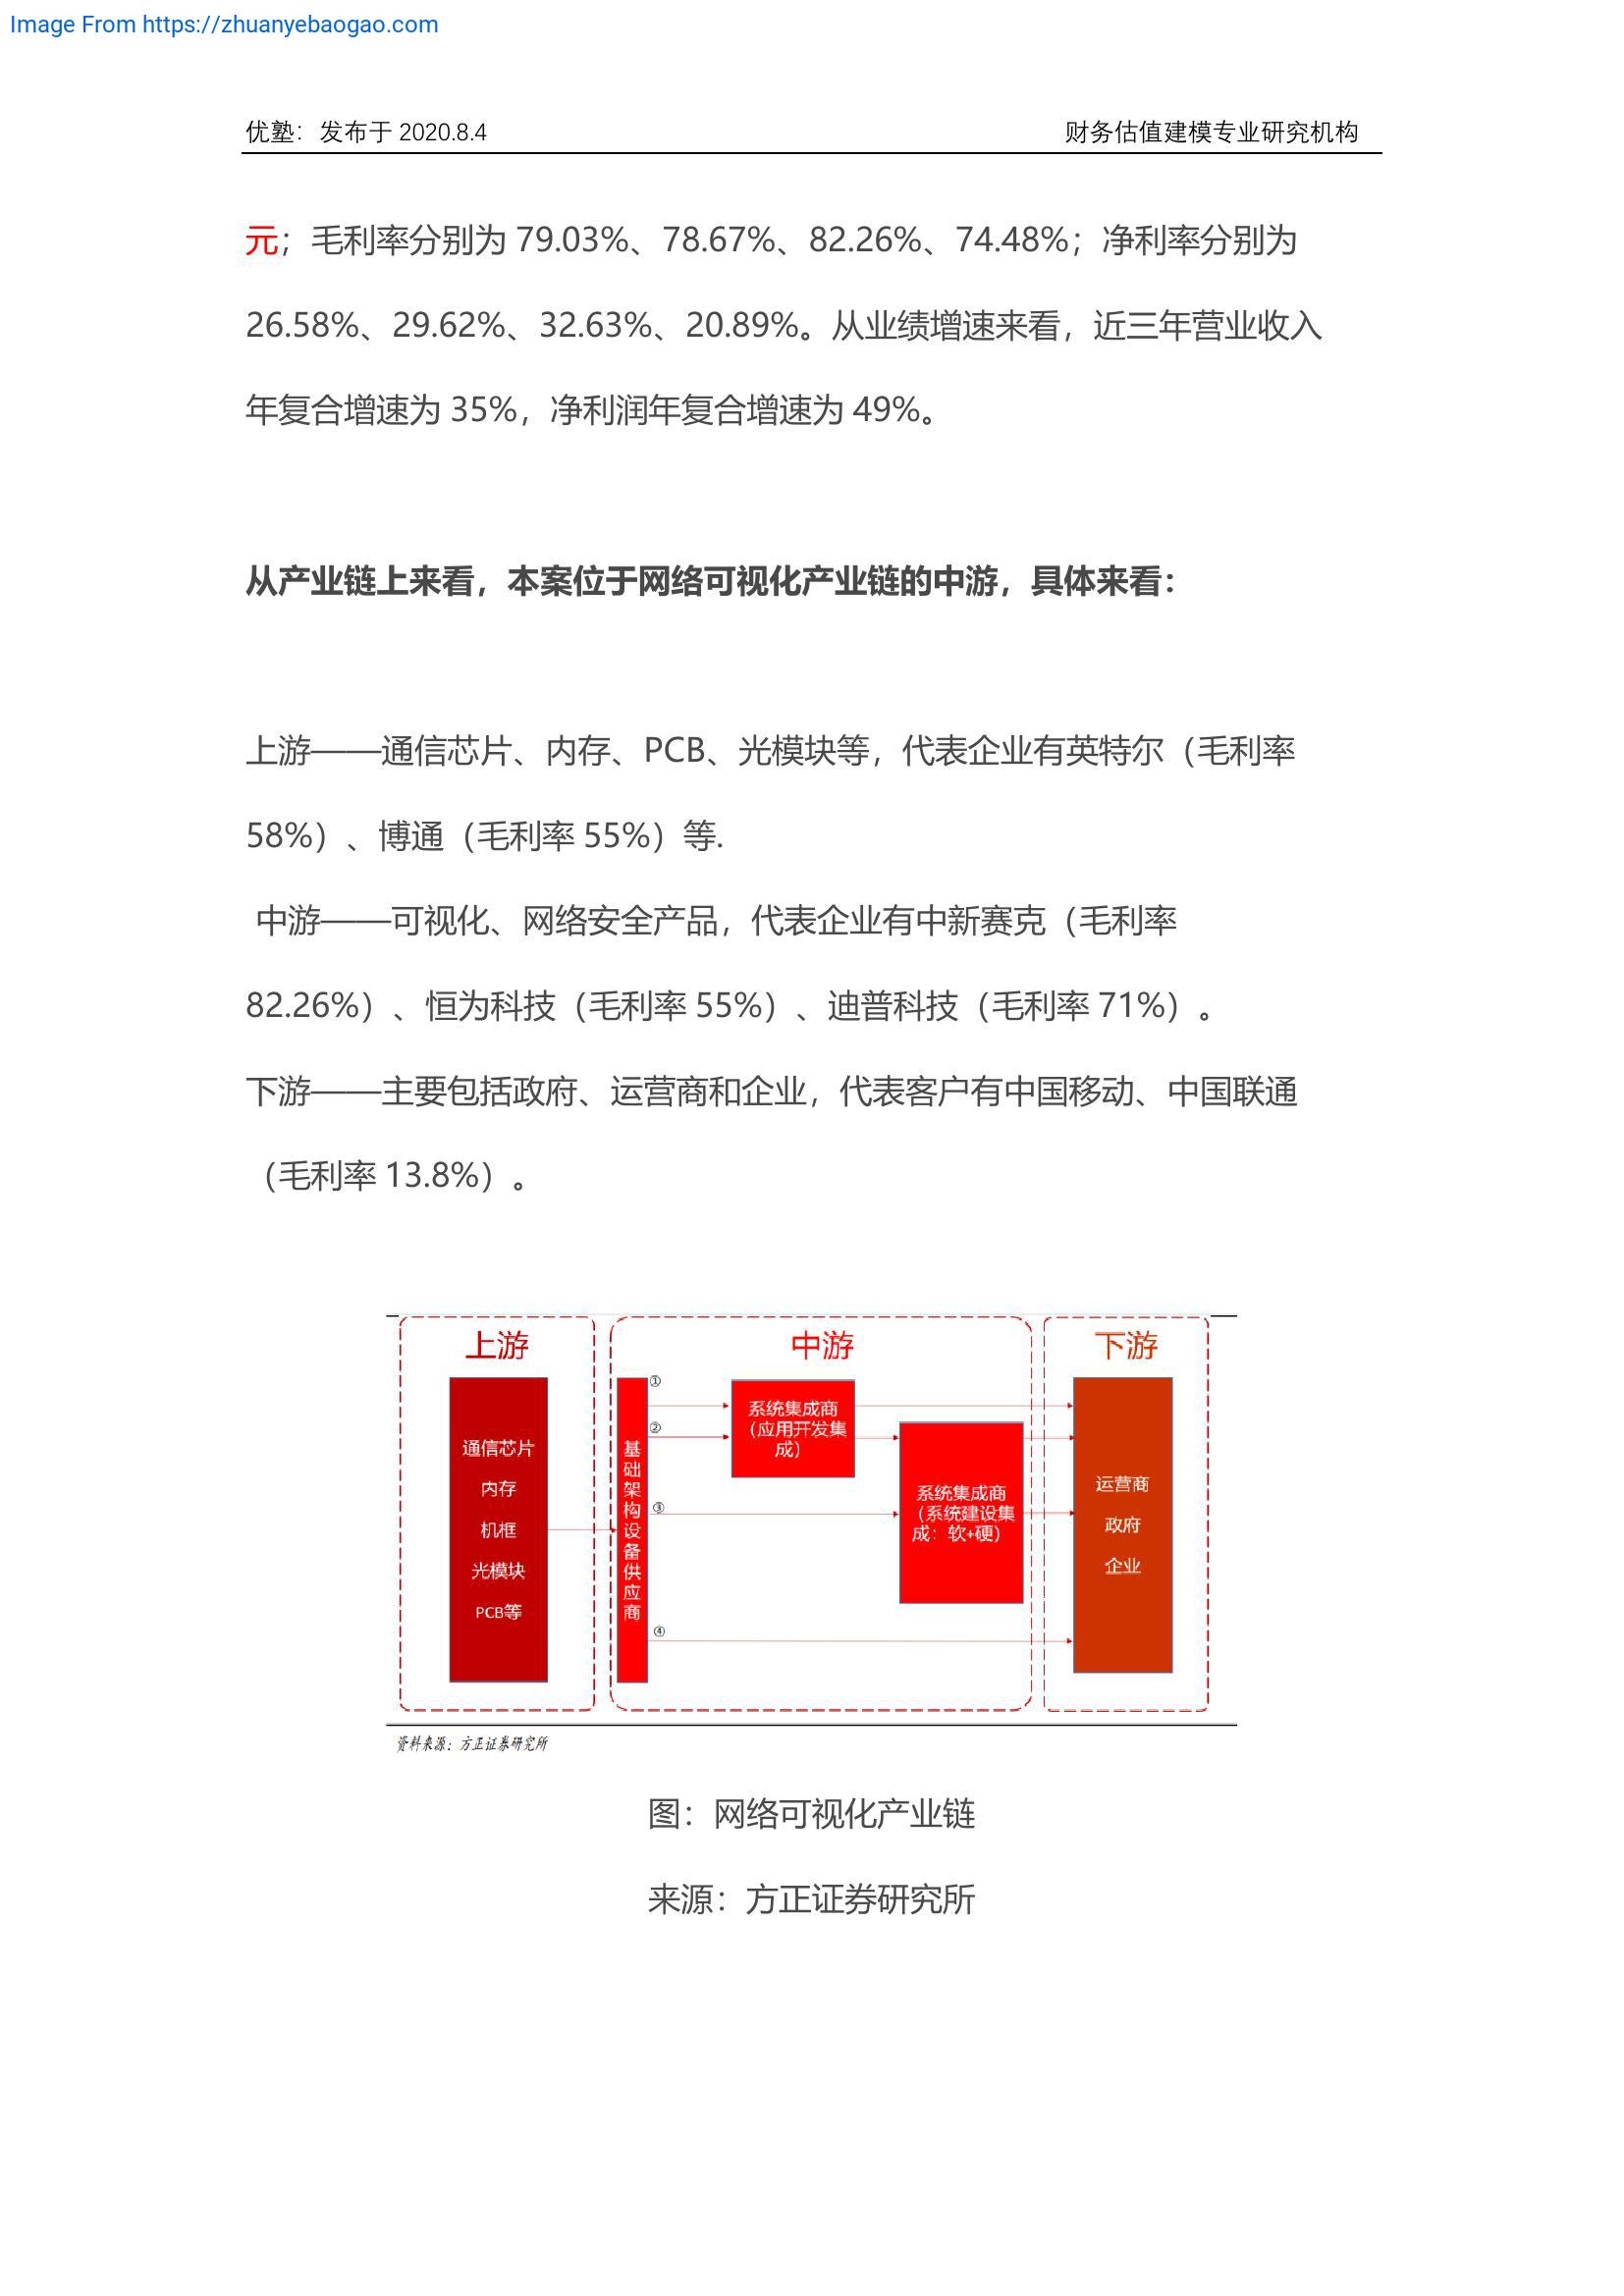 Image From https://zhuanyebaogao.com
优塾：发布于 2020.8.4 财务估值建模专业研究机构
元；毛利率分别为 79.03%、78.67%、82.26%、74.48%；净利率分别为
26.58%、29.62%、32.63%、20.89%。从业绩增速来看，近三年营业收入
年复合增速为 35%，净利润年复合增速为 49%。
从产业链上来看，本案位于网络可视化产业链的中游，具体来看：
上游——通信芯片、内存、PCB、光模块等，代表企业有英特尔（毛利率
58%）、博通（毛利率 55%）等.
中游——可视化、网络安全产品，代表企业有中新赛克（毛利率
82.26%）、恒为科技（毛利率 55%）、迪普科技（毛利率 71%）。
下游——主要包括政府、运营商和企业，代表客户有中国移动、中国联通
（毛利率 13.8%）。
上游
通信芯片
内存
机框
光模块
PCB等
中游
基础架构设备供应商
①
②
③
④
系统集成商
（应用开发集
成）
系统集成商
（系统建设集
成：软+硬）
下游
运营商
政府
企业
资料来源：方正证券研究所
图：网络可视化产业链
来源：方正证券研究所